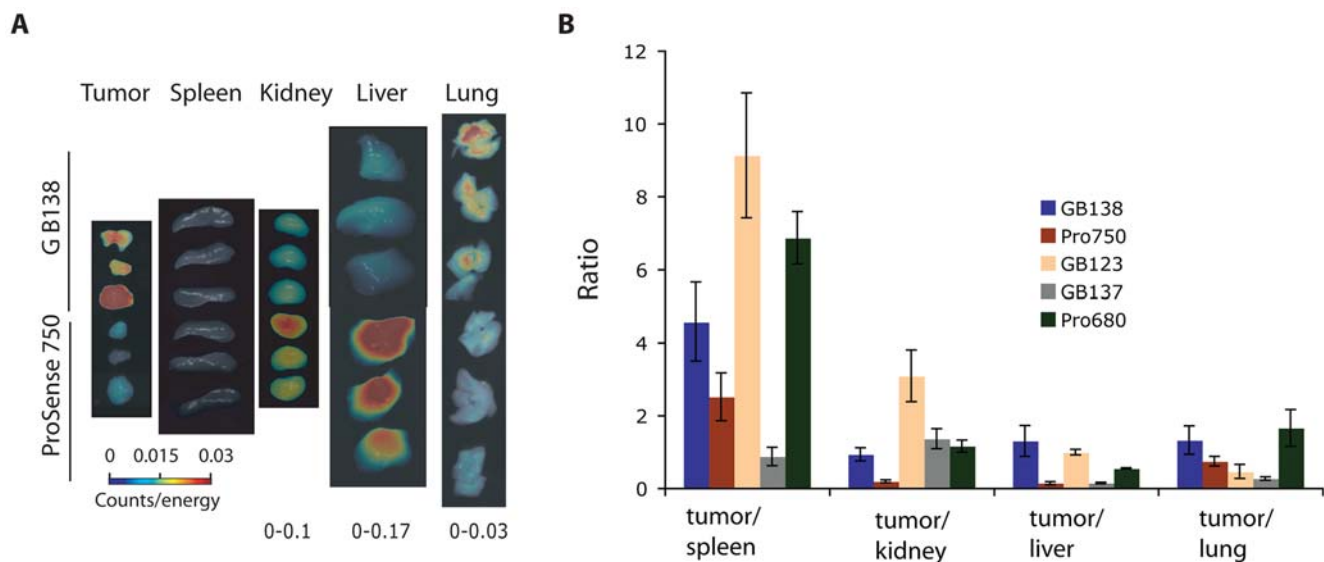 A
Tumor Spleen Kidney Liver Lung
G B138
ProSense 750
0 0.015 0.03
Counts/energy
0-0.1 0-0.17 0-0.03
B
12
10
8
6
4
2
0
Ratio
GB138
Pro750
GB123
GB137
Pro680
tumor/
spleen
tumor/
kidney
tumor/
liver
tumor/
lung